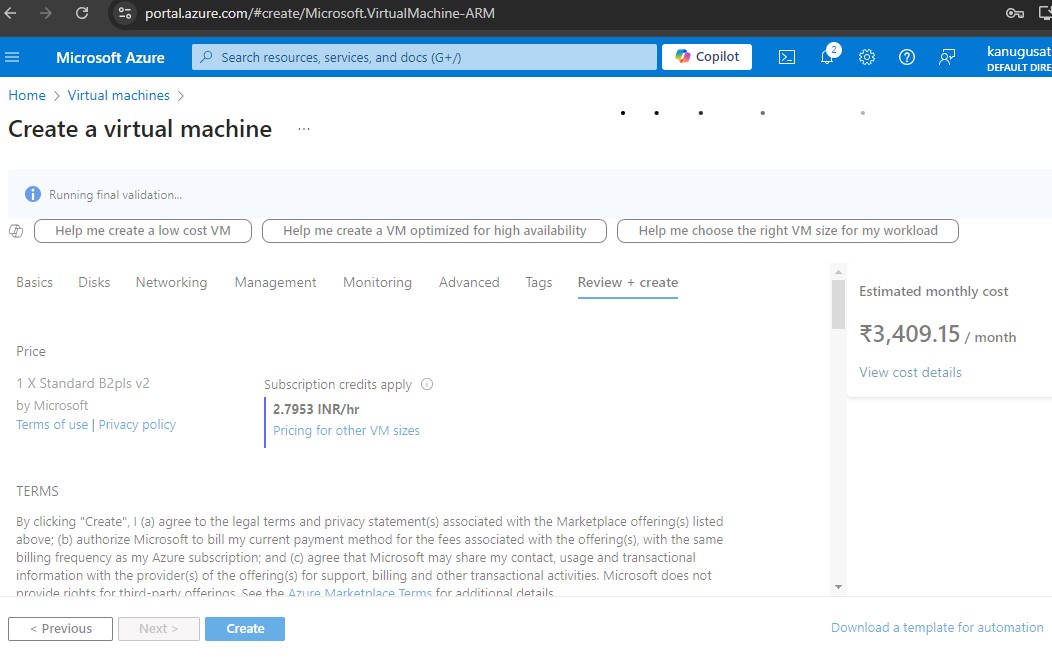 portal.azure.com/#create/Microsoft.VirtualMachine-ARM
Microsoft Azure
Search resources, services, and docs (G+/)
Copilot
2
kanugusat
DEFAULT DIRE
Home > Virtual machines >
Create a virtual machine ...
Running final validation...
Help me create a low cost VM
Help me create a VM optimized for high availability
Help me choose the right VM size for my workload
Basics Disks Networking Management Monitoring Advanced Tags Review + create
Estimated monthly cost
₹3,409.15 / month
View cost details
Price
1 X Standard B2pls v2
by Microsoft
Terms of use | Privacy policy
Subscription credits apply
2.7953 INR/hr
Pricing for other VM sizes
TERMS
By clicking "Create", I (a) agree to the legal terms and privacy statement(s) associated with the Marketplace offering(s) listed
above; (b) authorize Microsoft to bill my current payment method for the fees associated with the offering(s), with the same
billing frequency as my Azure subscription; and (c) agree that Microsoft may share my contact, usage and transactional
information with the provider(s) of the offering(s) for support, billing and other transactional activities. Microsoft does not
provide rights for third-party offerings. See the Azure Marketplace Terms for additional details.
< Previous
Next >
Create
Download a template for automation